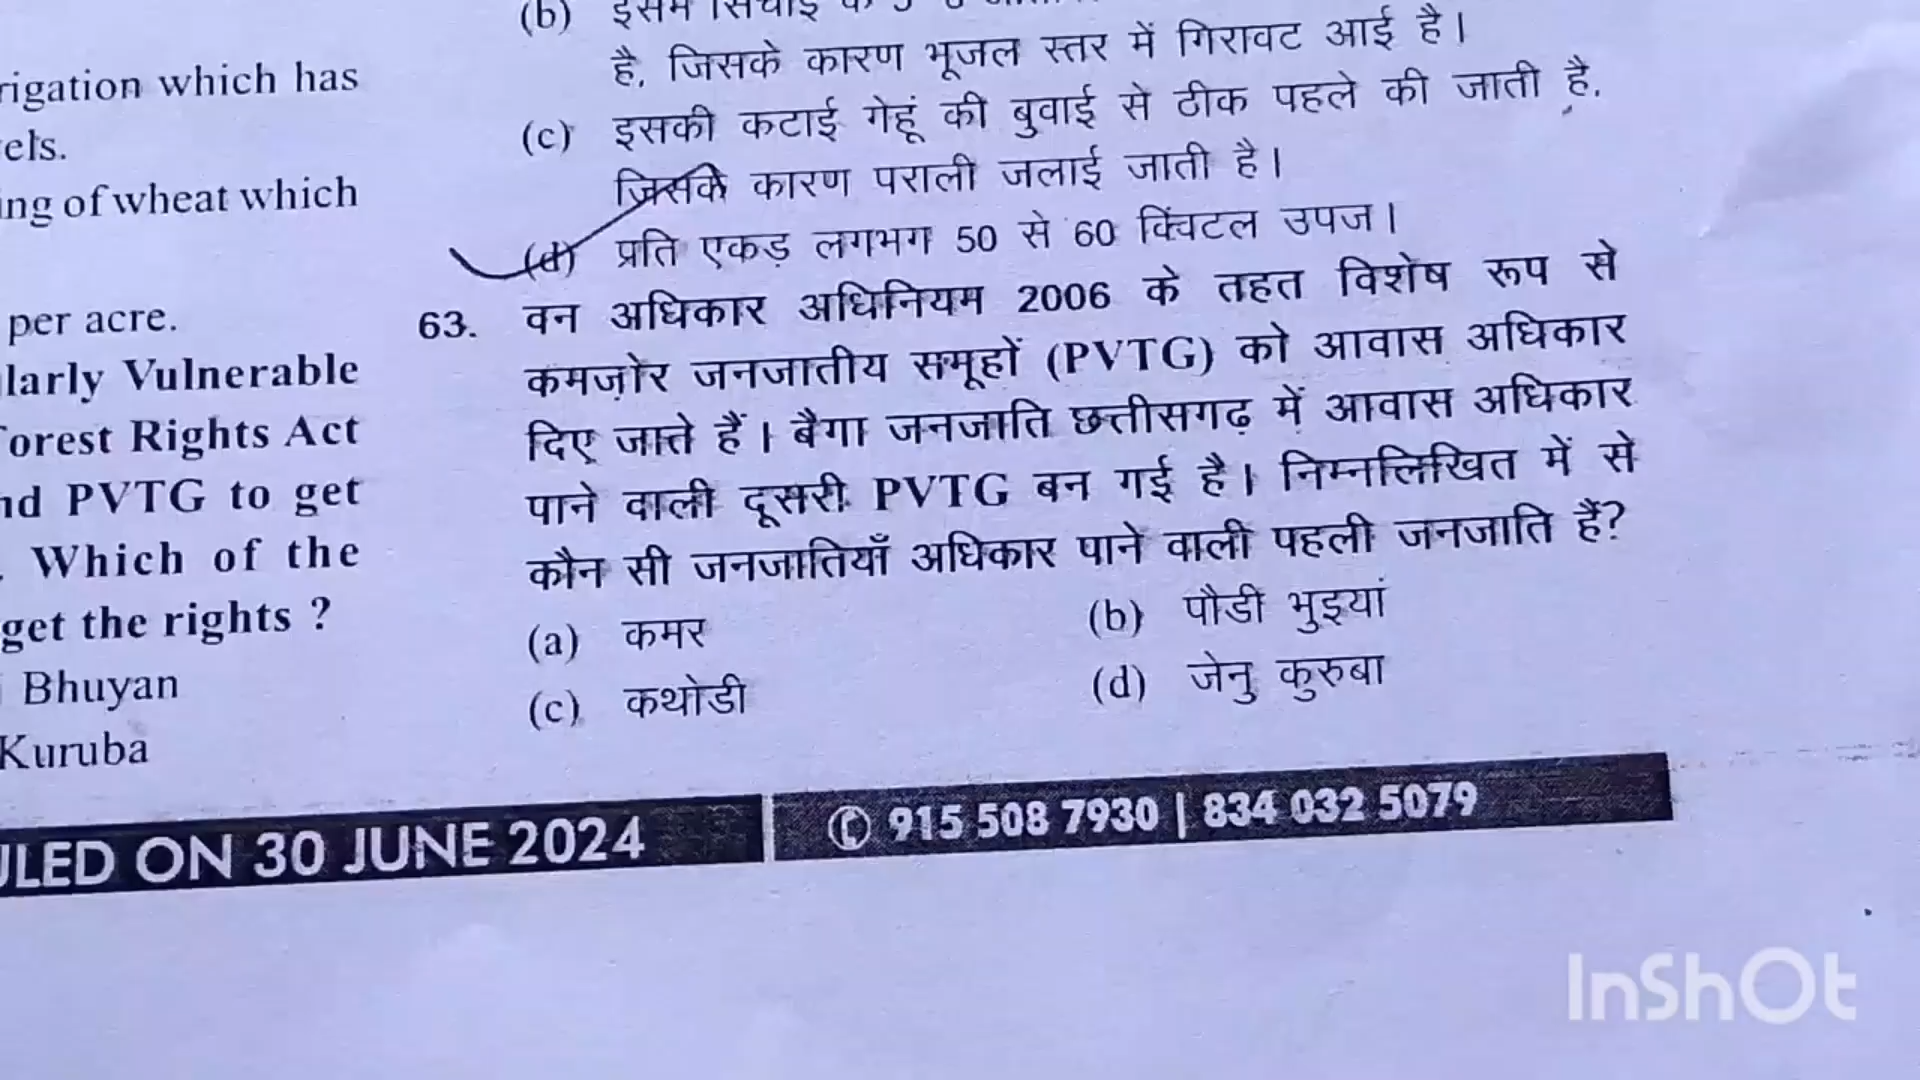 rigation which has
els.
ing of wheat which
per acre.
larly Vulnerable
orest Rights Act
nd PVTG to get
. Which of the
get the rights ?
Bhuyan
Kuruba
(b) इसमें सिंचाई के
है, जिसके कारण भूजल स्तर में गिरावट आई है।
(c) इसकी कटाई गेहूं की बुवाई से ठीक पहले की जाती है,
जिसके कारण पराली जलाई जाती है।
(d) प्रति एकड़ लगभग 50 से 60 क्विंटल उपज।
63. वन अधिकार अधिनियम 2006 के तहत विशेष रूप से
कमज़ोर जनजातीय समूहों (PVTG) को आवास अधिकार
दिए जाते हैं। बैगा जनजाति छत्तीसगढ़ में आवास अधिकार
पाने वाली दूसरी PVTG बन गई है। निम्नलिखित में से
कौन सी जनजातियाँ अधिकार पाने वाली पहली जनजाति हैं?
(a) कमर (b) पौडी भुइयां
(c) कथोडी (d) जेनु कुरुबा
ULED ON 30 JUNE 2024 915 508 7930 | 834 032 5079
InShOt